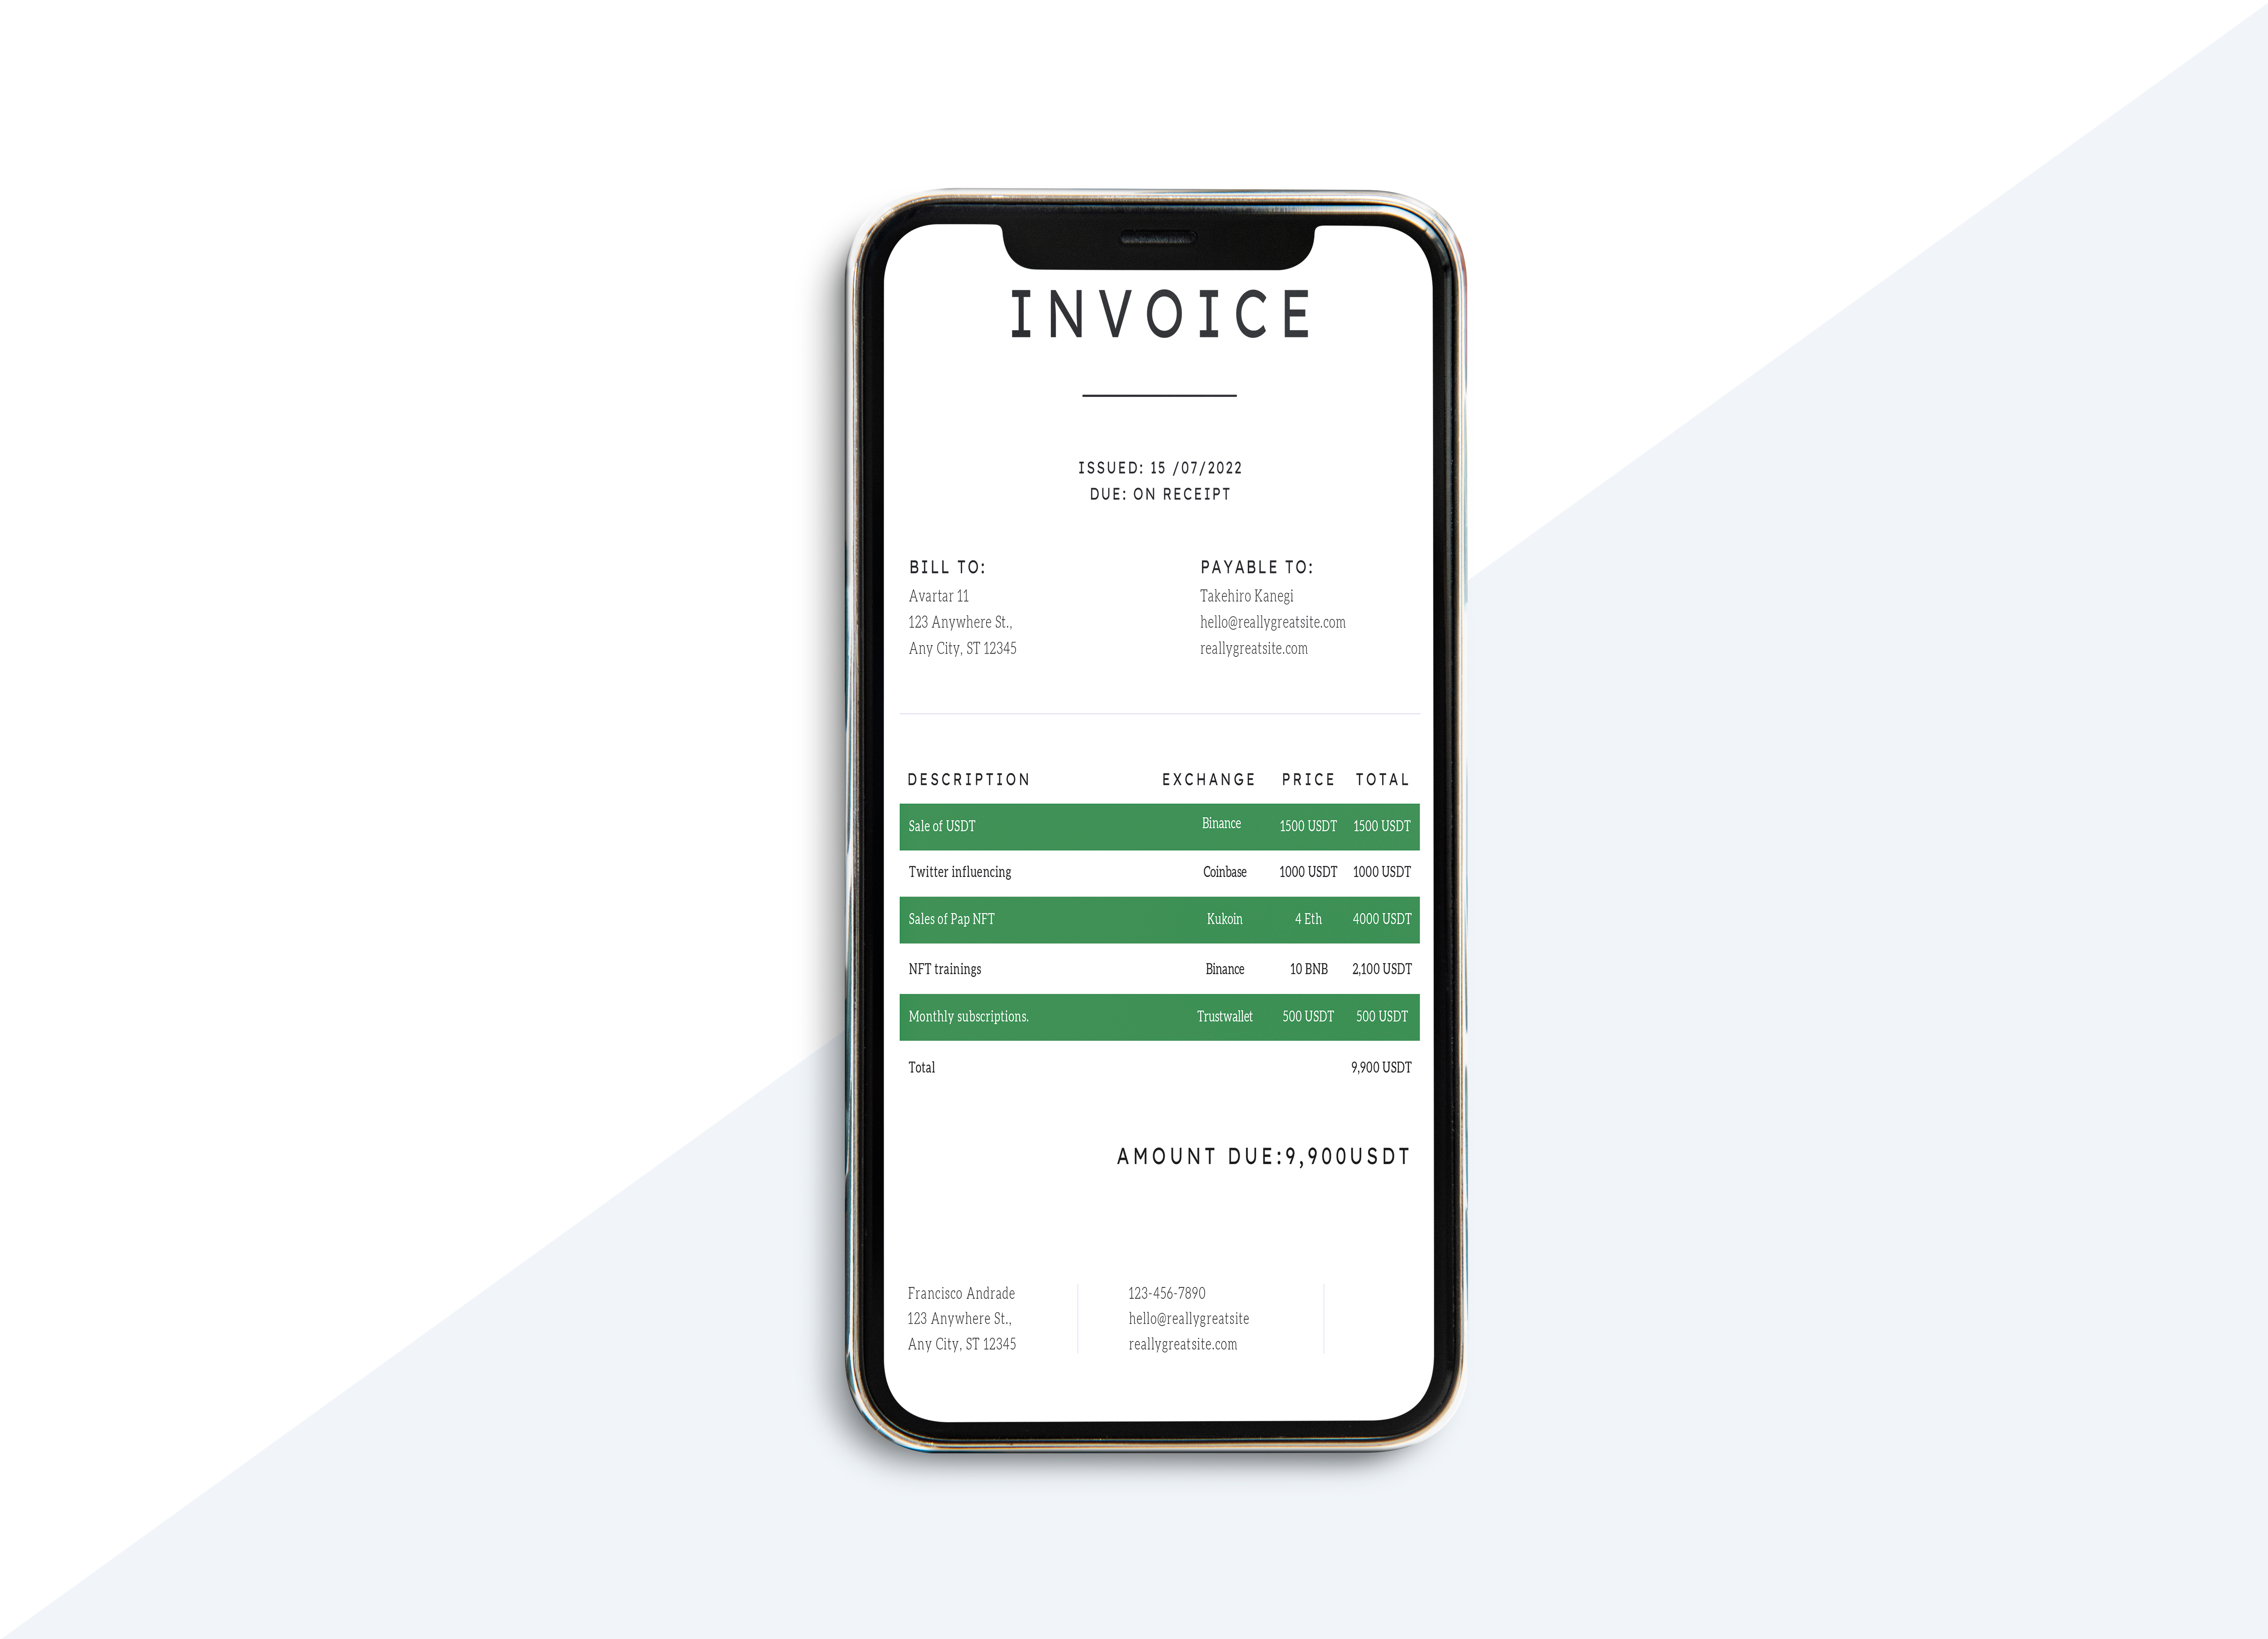 INVOICE
ISSUED: 15 /07/2022
DUE: ON RECEIPT
BILL TO:
Avartar 11
123 Anywhere St.,
Any City, ST 12345
PAYABLE TO:
Takehiro Kanegi
hello@reallygreatsite.com
reallygreatsite.com
DESCRIPTION EXCHANGE PRICE TOTAL
Sale of USDT Binance 1500 USDT 1500 USDT
Twitter influencing Coinbase 1000 USDT 1000 USDT
Sales of Pap NFT Kukoin 4 Eth 4000 USDT
NFT trainings Binance 10 BNB 2,100 USDT
Monthly subscriptions. Trustwallet 500 USDT 500 USDT
Total 9,900 USDT
AMOUNT DUE:9,900USDT
Francisco Andrade
123 Anywhere St.,
Any City, ST 12345
123-456-7890
hello@reallygreatsite
reallygreatsite.com